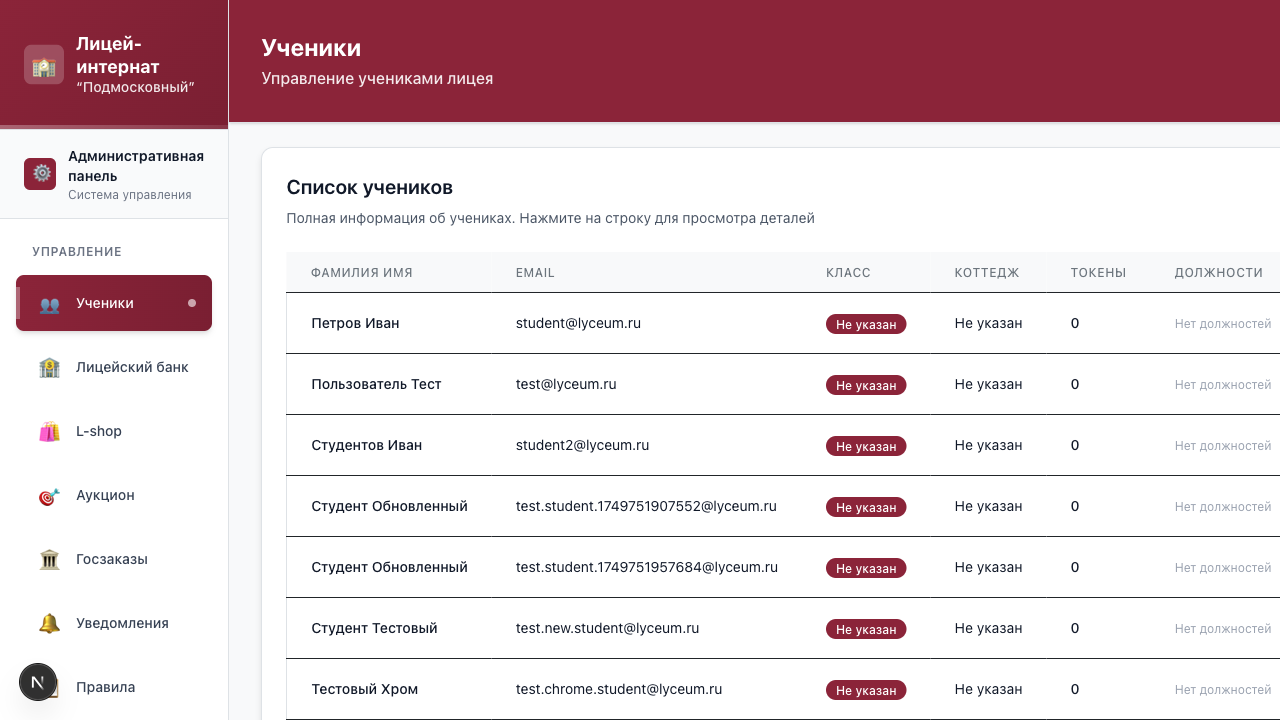 Лицей-
интернат
“Подмосковный”
Административная
панель
Система управления
УПРАВЛЕНИЕ
Ученики
Лицейский банк
L-shop
Аукцион
Госзаказы
Уведомления
Правила
N
Ученики
Управление учениками лицея
Список учеников
Полная информация об учениках. Нажмите на строку для просмотра деталей
ФАМИЛИЯ ИМЯ EMAIL КЛАСС КОТТЕДЖ ТОКЕНЫ ДОЛЖНОСТИ
Петров Иван student@lyceum.ru Не указан Не указан 0 Нет должностей
Пользователь Тест test@lyceum.ru Не указан Не указан 0 Нет должностей
Студентов Иван student2@lyceum.ru Не указан Не указан 0 Нет должностей
Студент Обновленный test.student.1749751907552@lyceum.ru Не указан Не указан 0 Нет должностей
Студент Обновленный test.student.1749751957684@lyceum.ru Не указан Не указан 0 Нет должностей
Студент Тестовый test.new.student@lyceum.ru Не указан Не указан 0 Нет должностей
Тестовый Хром test.chrome.student@lyceum.ru Не указан Не указан 0 Нет должностей